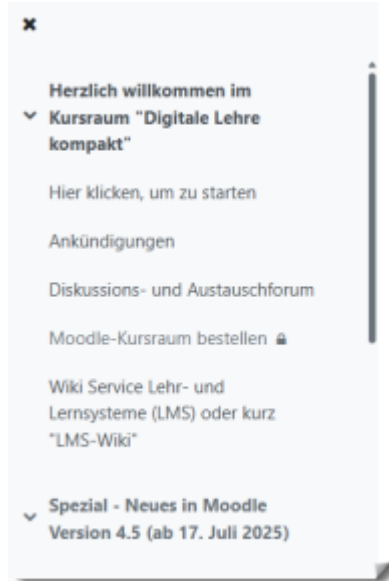 Herzlich willkommen im
Kursraum "Digitale Lehre
kompakt"
Hier klicken, um zu starten
Ankündigungen
Diskussions- und Austauschforum
Moodle-Kursraum bestellen
Wiki Service Lehr- und
Lernsysteme (LMS) oder kurz
"LMS-Wiki"
Spezial - Neues in Moodle
Version 4.5 (ab 17. Juli 2025)